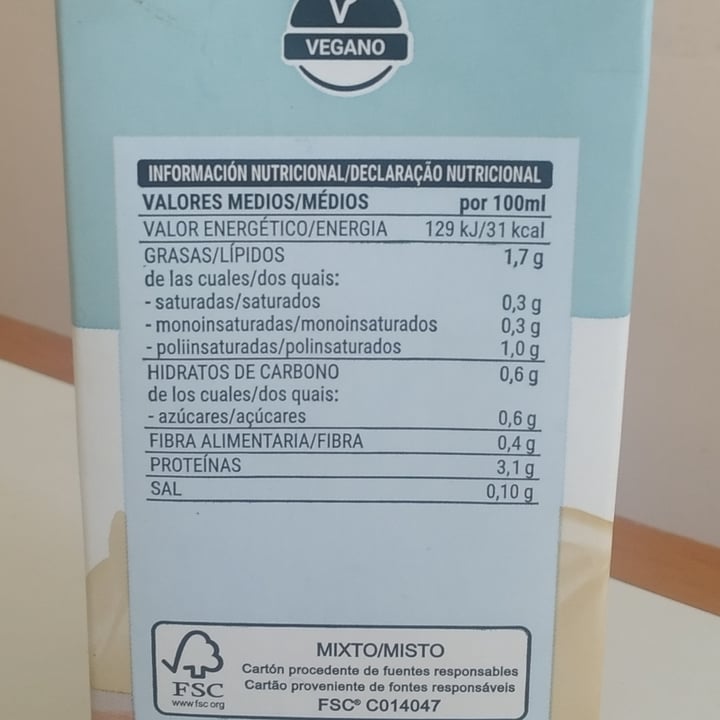 VEGANO
INFORMACIÓN NUTRICIONAL/DECLARAÇÃO NUTRICIONAL
VALORES MEDIOS/MÉDIOS por 100ml
VALOR ENERGÉTICO/ENERGIA 129 kJ/31 kcal
GRASAS/LÍPIDOS 1,7 g
de las cuales/dos quais:
- saturadas/saturados 0,3 g
- monoinsaturadas/monoinsaturados 0,3 g
- poliinsaturadas/polinsaturados 1,0 g
HIDRATOS DE CARBONO 0,6 g
de los cuales/dos quais:
- azúcares/açúcares 0,6 g
FIBRA ALIMENTARIA/FIBRA 0,4 g
PROTEÍNAS 3,1 g
SAL 0,10 g
MIXTO/MISTO
Cartón procedente de fuentes responsables
Cartão proveniente de fontes responsáveis
FSC® C014047
FSC
www.fsc.org